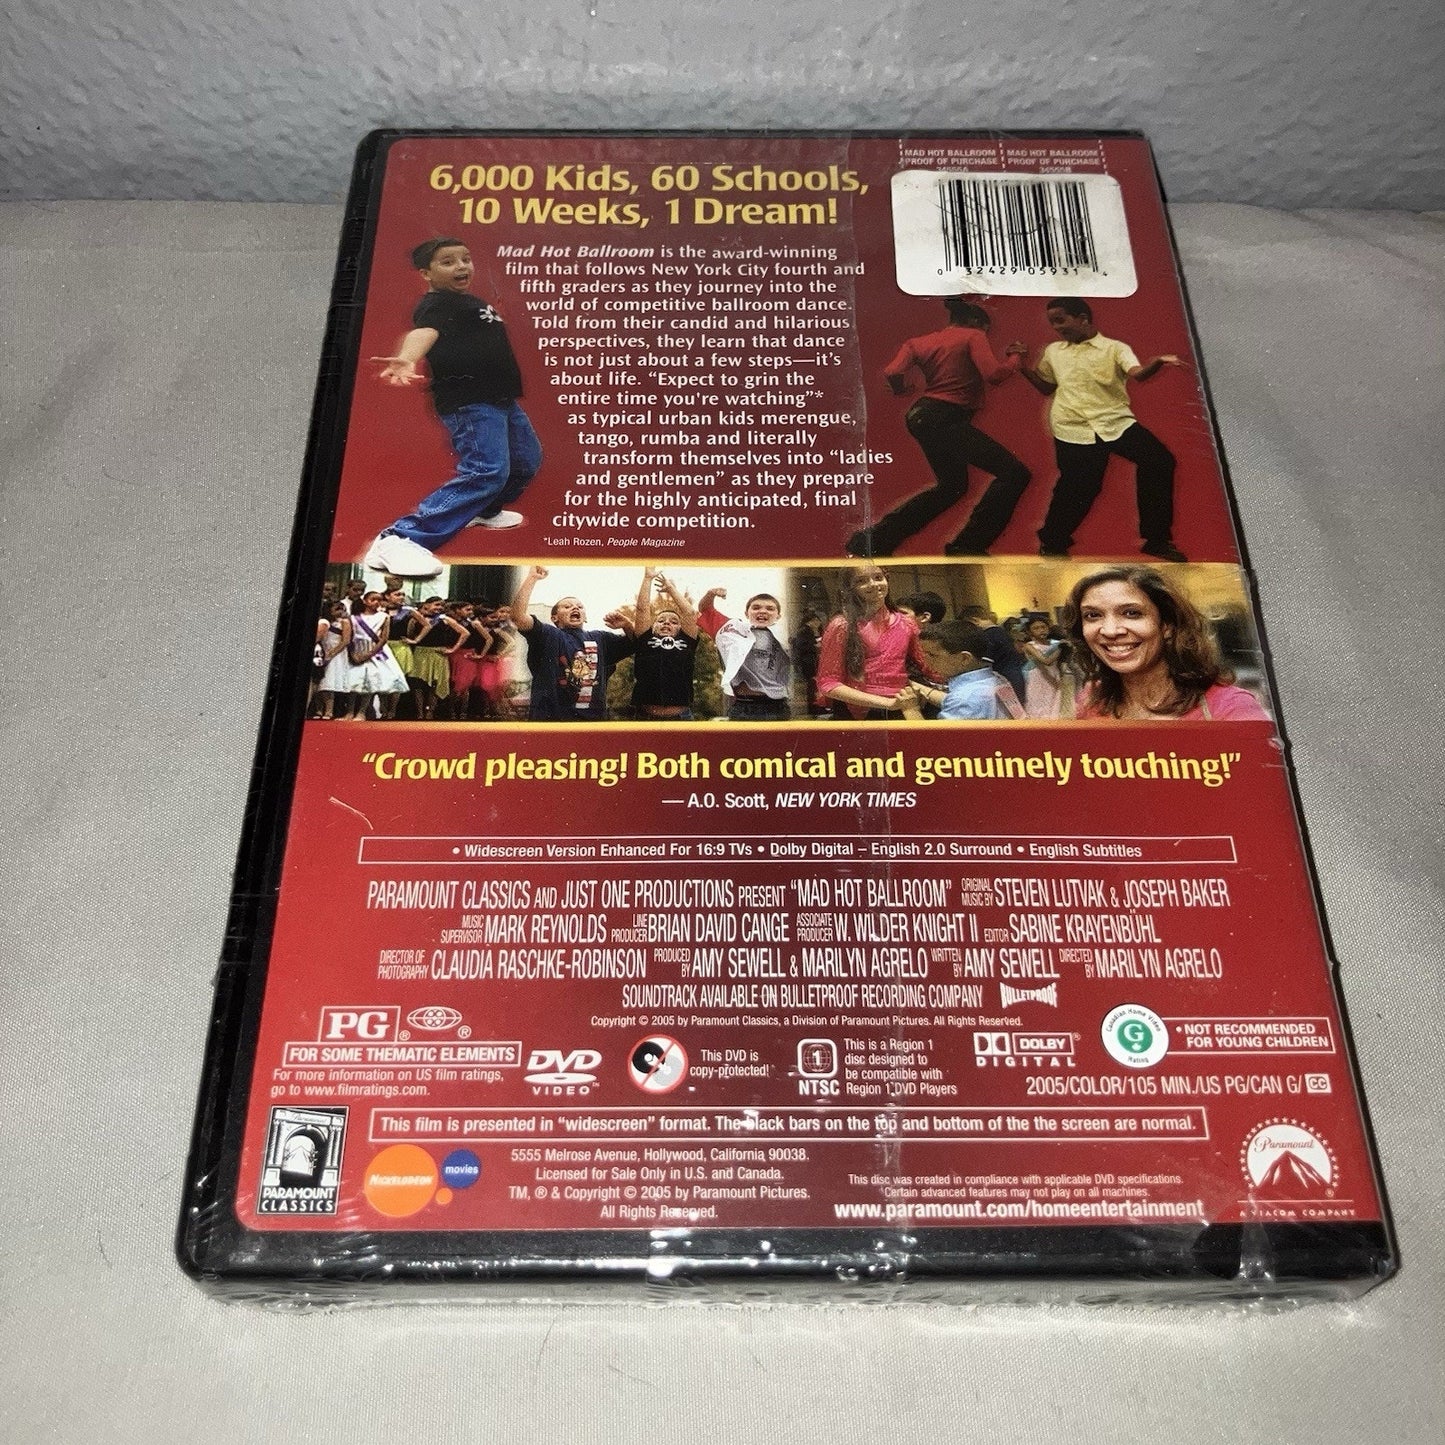 MAD HOT BALLROOM
PROOF OF PURCHASE
34555A
MAD HOT BALLROOM
PROOF OF PURCHASE
34555B
0 32429 05931 4
6,000 Kids, 60 Schools,
10 Weeks, 1 Dream!
Mad Hot Ballroom is the award-winning
film that follows New York City fourth and
fifth graders as they journey into the
world of competitive ballroom dance.
Told from their candid and hilarious
perspectives, they learn that dance
is not just about a few steps—it's
about life. “Expect to grin the
entire time you're watching”*
as typical urban kids merengue,
tango, rumba and literally
transform themselves into “ladies
and gentlemen” as they prepare
for the highly anticipated, final
citywide competition.
*Leah Rozen, People Magazine
“Crowd pleasing! Both comical and genuinely touching!”
— A.O. Scott, NEW YORK TIMES
• Widescreen Version Enhanced For 16:9 TVs • Dolby Digital – English 2.0 Surround • English Subtitles
PARAMOUNT CLASSICS AND JUST ONE PRODUCTIONS PRESENT “MAD HOT BALLROOM” ORIGINAL MUSIC BY STEVEN LUTVAK & JOSEPH BAKER
MUSIC SUPERVISOR MARK REYNOLDS LINE PRODUCER BRIAN DAVID CANGE ASSOCIATE PRODUCER W. WILDER KNIGHT II EDITOR SABINE KRAYENBÜHL
DIRECTOR OF PHOTOGRAPHY CLAUDIA RASCHKE-ROBINSON PRODUCED BY AMY SEWELL & MARILYN AGRELO WRITTEN BY AMY SEWELL DIRECTED BY MARILYN AGRELO
SOUNDTRACK AVAILABLE ON BULLETPROOF RECORDING COMPANY BULLETPROOF
Copyright © 2005 by Paramount Classics, a Division of Paramount Pictures. All Rights Reserved.
PG ® ®
FOR SOME THEMATIC ELEMENTS
For more information on US film ratings,
go to www.filmratings.com.
DVD
VIDEO™
This DVD is
copy-protected!
1
NTSC
This is a Region 1
disc designed to
be compatible with
Region 1 DVD Players
DOLBY
DIGITAL
Canadian Home Video
G
Rating
• NOT RECOMMENDED
FOR YOUNG CHILDREN
2005/COLOR/105 MIN./US PG/CAN G/ CC
This film is presented in “widescreen” format. The black bars on the top and bottom of the the screen are normal.
PARAMOUNT
CLASSICS
NICKELODEON
movies
5555 Melrose Avenue, Hollywood, California 90038.
Licensed for Sale Only in U.S. and Canada.
TM, ® & Copyright © 2005 by Paramount Pictures.
All Rights Reserved.
This disc was created in compliance with applicable DVD specifications.
Certain advanced features may not play on all machines.
www.paramount.com/homeentertainment
Paramount
®
A VIACOM COMPANY